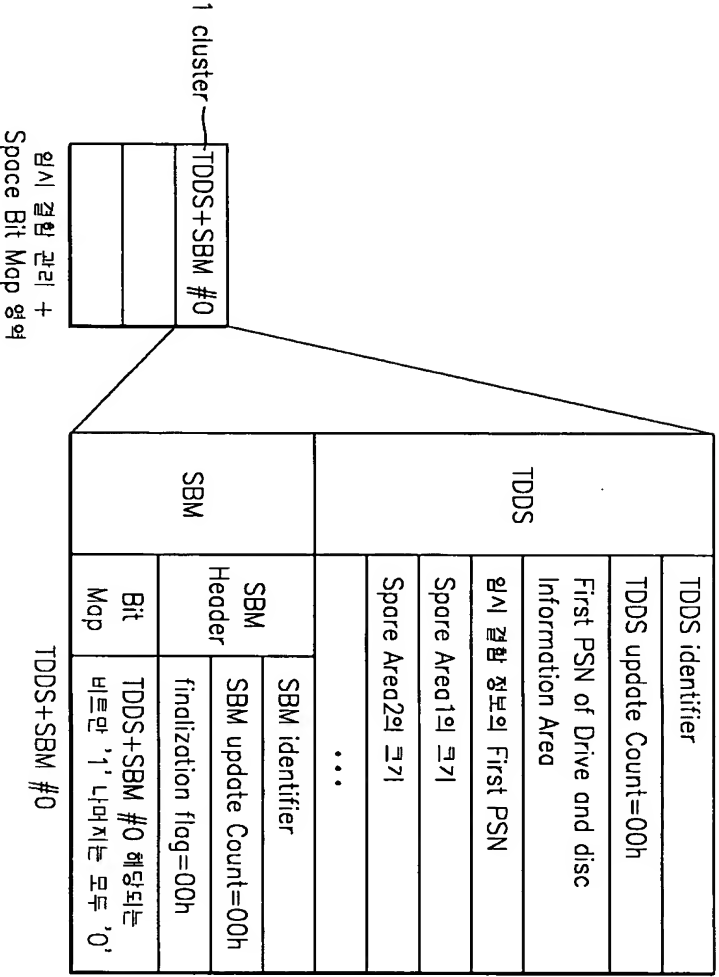 1 cluster
TDDS+SBM #0
임시 결함 관리 +
Space Bit Map 영역
TDDS
TDDS identifier
TDDS update Count=00h
First PSN of Drive and disc
Information Area
임시 결함 정보의 First PSN
Spare Area1의 크기
Spare Area2의 크기
...
SBM
SBM
Header
SBM identifier
SBM update Count=00h
finalization flag=00h
Bit
Map
TDDS+SBM #0 해당되는
비트만 '1' 나머지는 모두 '0'
TDDS+SBM #0